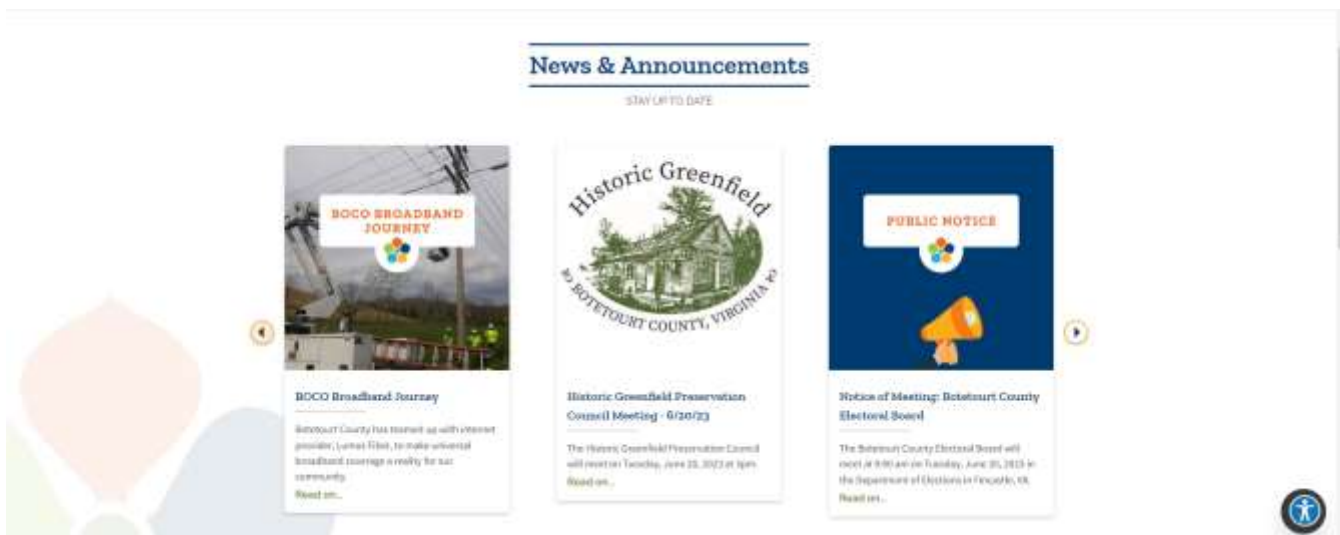 News & Announcements
STAY UP TO DATE
BOCO BROADBAND
JOURNEY
BOCO Broadband Journey
Botetourt County has teamed up with internet
provider, Lumos Fiber, to make universal
broadband coverage a reality for our
community.
Read on...
Historic Greenfield
BOTETOURT COUNTY, VIRGINIA
Historic Greenfield Preservation
Council Meeting - 6/20/23
The Historic Greenfield Preservation Council
will meet on Tuesday, June 20, 2023 at 5pm
Read on...
PUBLIC NOTICE
Notice of Meeting: Botetourt County
Electoral Board
The Botetourt County Electoral Board will
meet at 9:00 am on Tuesday, June 20, 2023 in
the Department of Elections in Fincastle, VA.
Read on...